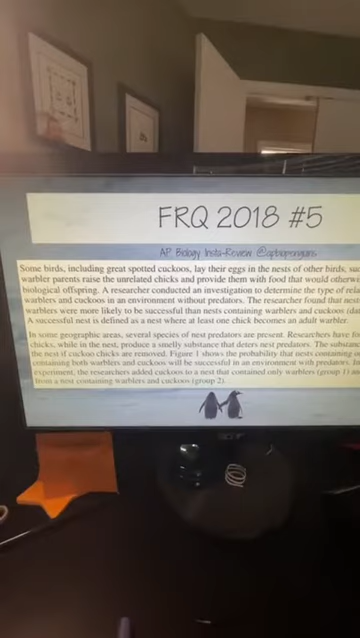 FRQ 2018 #5
AP Biology Insta-Review @apbiopenguins
Some birds, including great spotted cuckoos, lay their eggs in the nests of other birds, suc
warbler parents raise the unrelated chicks and provide them with food that would otherwi
biological offspring. A researcher conducted an investigation to determine the type of rela
warblers and cuckoos in an environment without predators. The researcher found that nest
warblers were more likely to be successful than nests containing warblers and cuckoos (dat
A successful nest is defined as a nest where at least one chick becomes an adult warbler.
In some geographic areas, several species of nest predators are present. Researchers have fo
chicks, while in the nest, produce a smelly substance that deters nest predators. The substanc
the nest if cuckoo chicks are removed. Figure 1 shows the probability that nests containing o
containing both warblers and cuckoos will be successful in an environment with predators. In
experiment, the researchers added cuckoos to a nest that contained only warblers (group 1) an
from a nest containing warblers and cuckoos (group 2).
acer